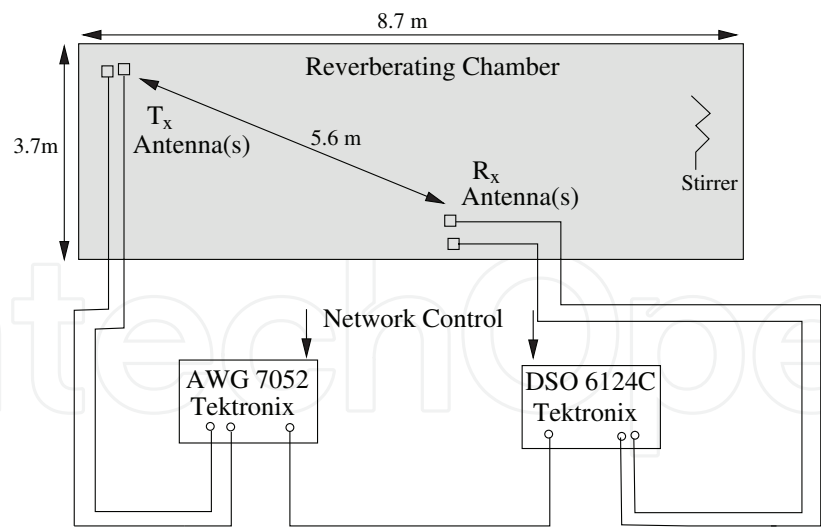 8.7 m
Reverberating Chamber
3.7m
Tx
Antenna(s)
5.6 m
Rx
Antenna(s)
Stirrer
Network Control
AWG 7052
Tektronix
DSO 6124C
Tektronix